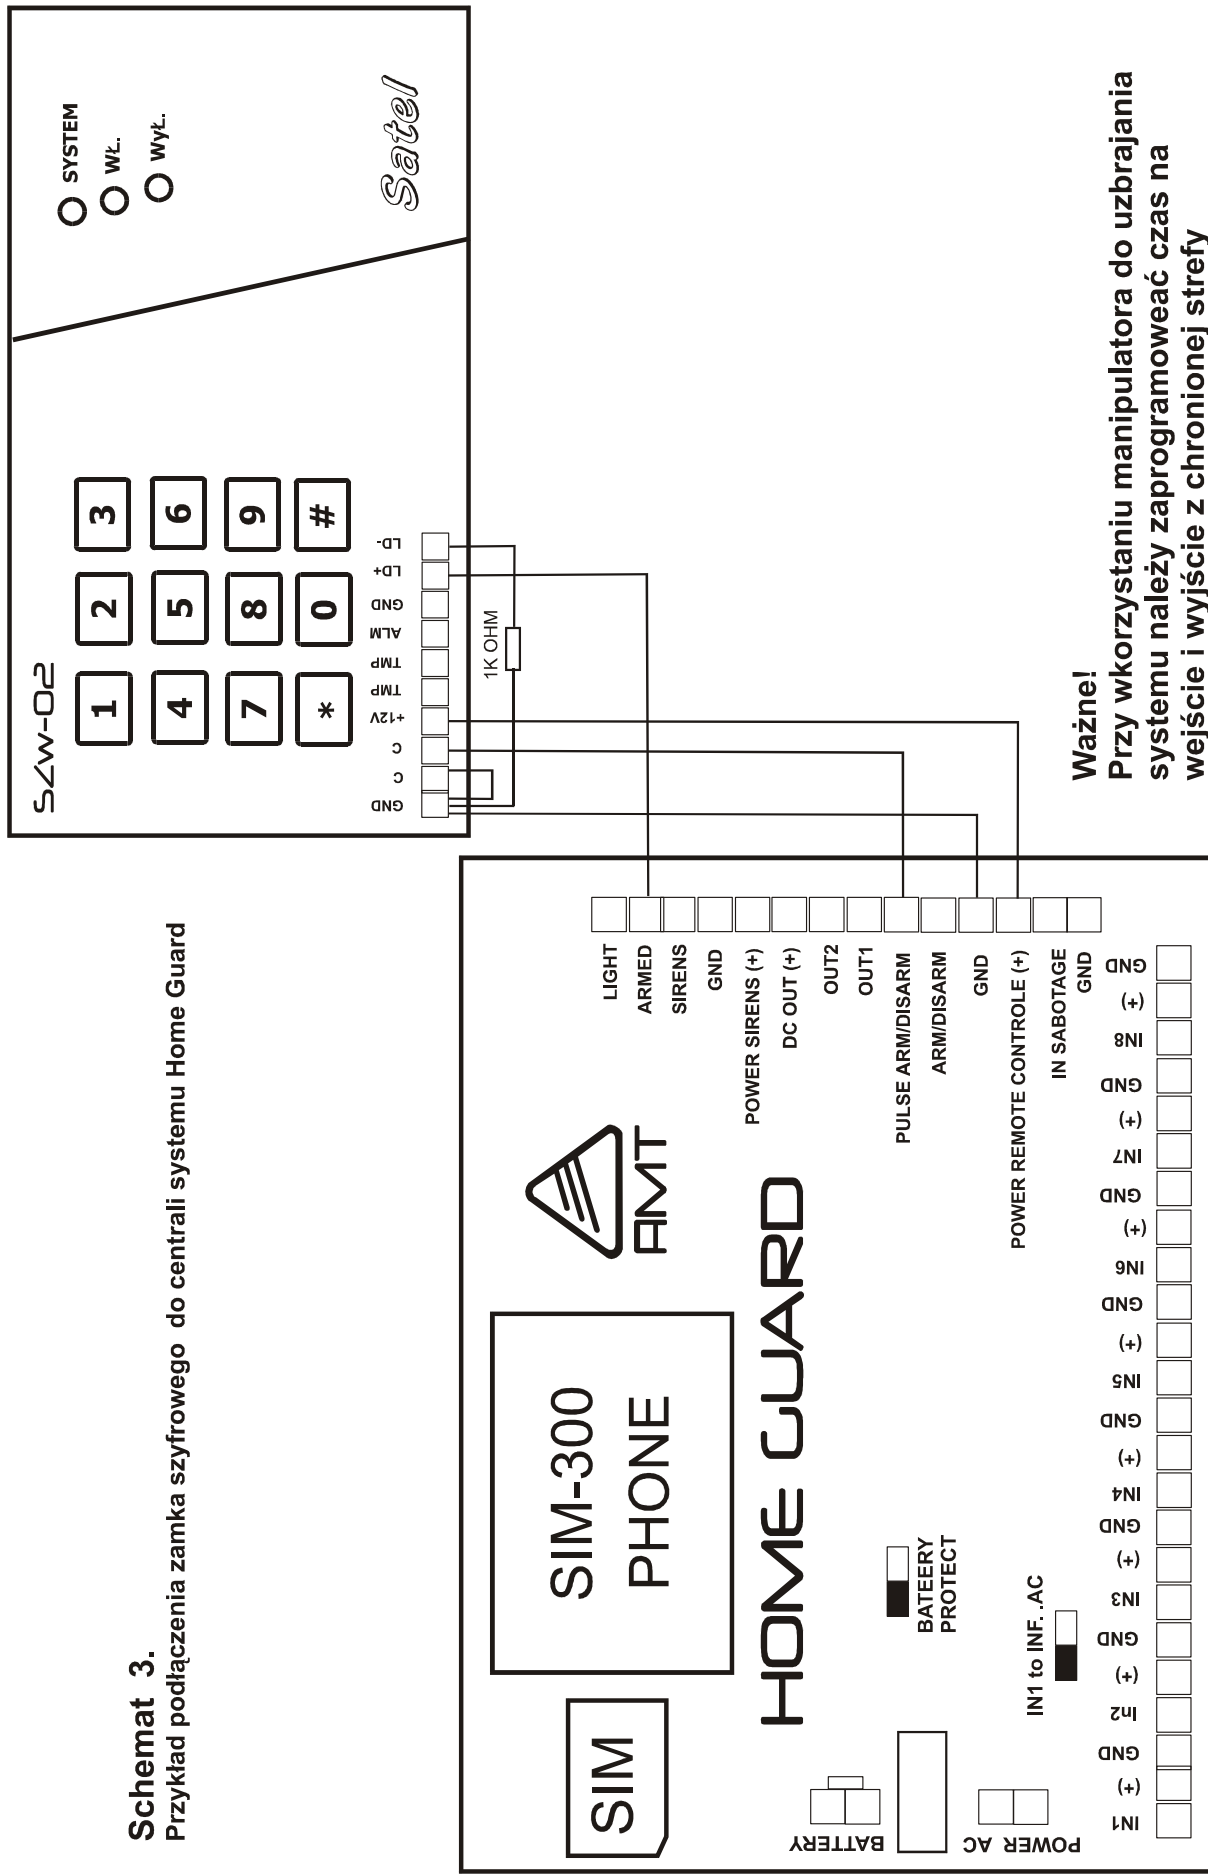 Schemat 3.
Przykład podłączenia zamka szyfrowego do centrali systemu Home Guard
SZW-02
SYSTEM
WŁ.
WyŁ.
1 2 3
4 5 6
7 8 9
* 0 #
Satel
GND C C +12V TMP TMP ALM GND LD+ LD-
1K OHM
SIM
SIM-300
PHONE
AMT
HOME GUARD
LIGHT
ARMED
SIRENS
GND
POWER SIRENS (+)
DC OUT (+)
OUT2
OUT1
PULSE ARM/DISARM
ARM/DISARM
GND
POWER REMOTE CONTROLE (+)
IN SABOTAGE
GND
BATTERY
POWER AC
BATEERY
PROTECT
IN1 to INF. .AC
IN1 (+) GND In2 (+) GND IN3 (+) GND IN4 (+) GND IN5 (+) GND IN6 (+) GND IN7 (+) GND IN8 (+) GND
Ważne!
Przy wkorzystaniu manipulatora do uzbrajania
systemu należy zaprogramoweać czas na
wejście i wyjście z chronionej strefy